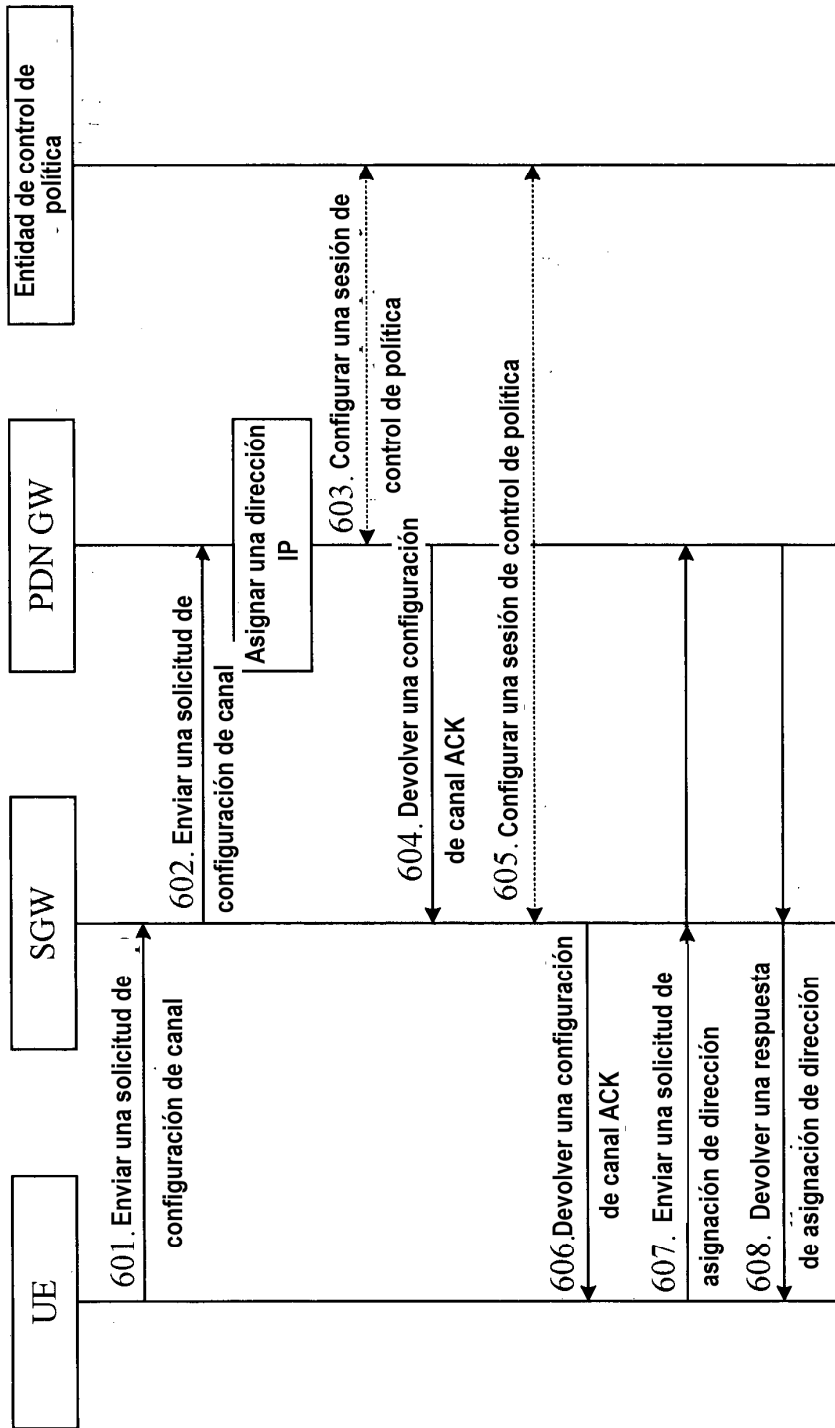 UE
SGW
PDN GW
Entidad de control de
política
601. Enviar una solicitud de
configuración de canal
602. Enviar una solicitud de
configuración de canal
Asignar una dirección
IP
603. Configurar una sesión de
control de política
604. Devolver una configuración
de canal ACK
605. Configurar una sesión de control de política
606.Devolver una configuración
de canal ACK
607. Enviar una solicitud de
asignación de dirección
608. Devolver una respuesta
de asignación de dirección